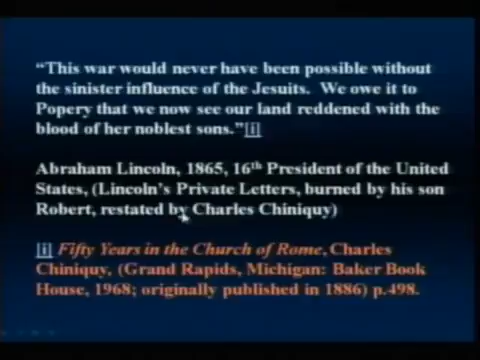 “This war would never have been possible without
the sinister influence of the Jesuits.  We owe it to
Popery that we now see our land reddened with the
blood of her noblest sons.”[i]
Abraham Lincoln, 1865, 16th President of the United
States, (Lincoln’s Private Letters, burned by his son
Robert, restated by Charles Chiniquy)
[i] Fifty Years in the Church of Rome, Charles
Chiniquy, (Grand Rapids, Michigan: Baker Book
House, 1968; originally published in 1886) p.498.